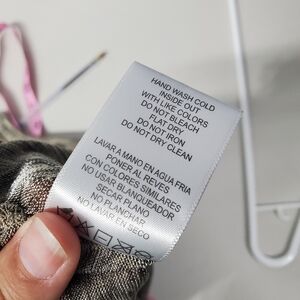 HAND WASH COLD
INSIDE OUT
WITH LIKE COLORS
DO NOT BLEACH
FLAT DRY
DO NOT IRON
DO NOT DRY CLEAN
LAVAR A MANO EN AGUA FRIA
PONER AL REVES
CON COLORES SIMILARES
NO USAR BLANQUEADOR
SECAR PLANO
NO PLANCHAR
NO LAVAR EN SECO